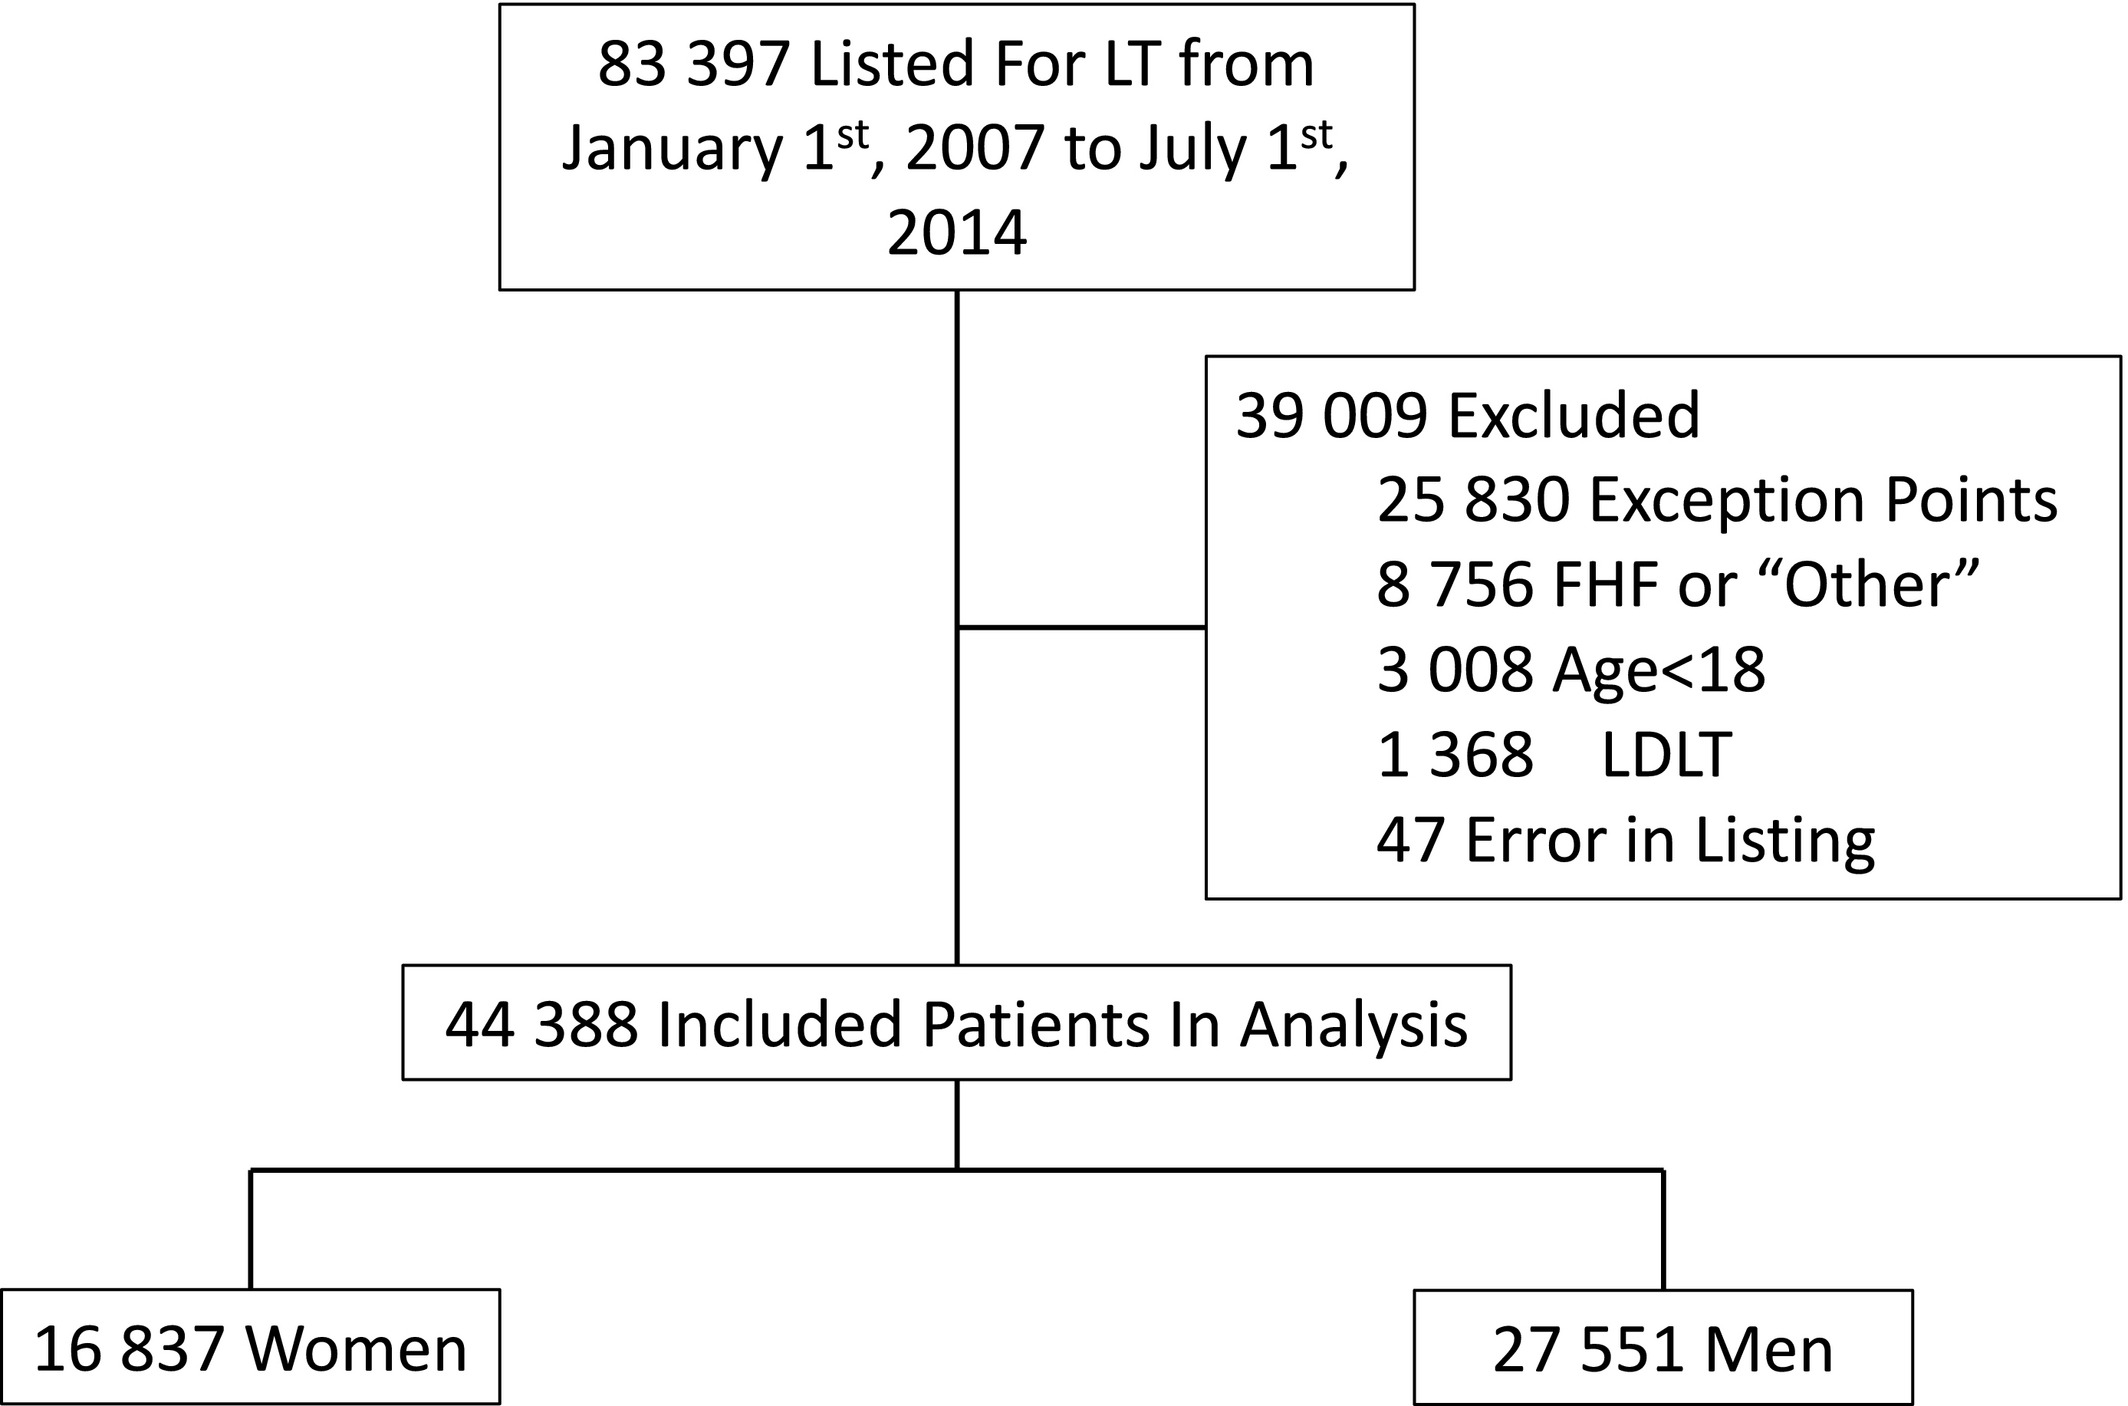 83 397 Listed For LT from
January 1st, 2007 to July 1st,
2014
39 009 Excluded
25 830 Exception Points
8 756 FHF or “Other”
3 008 Age<18
1 368 LDLT
47 Error in Listing
44 388 Included Patients In Analysis
16 837 Women
27 551 Men